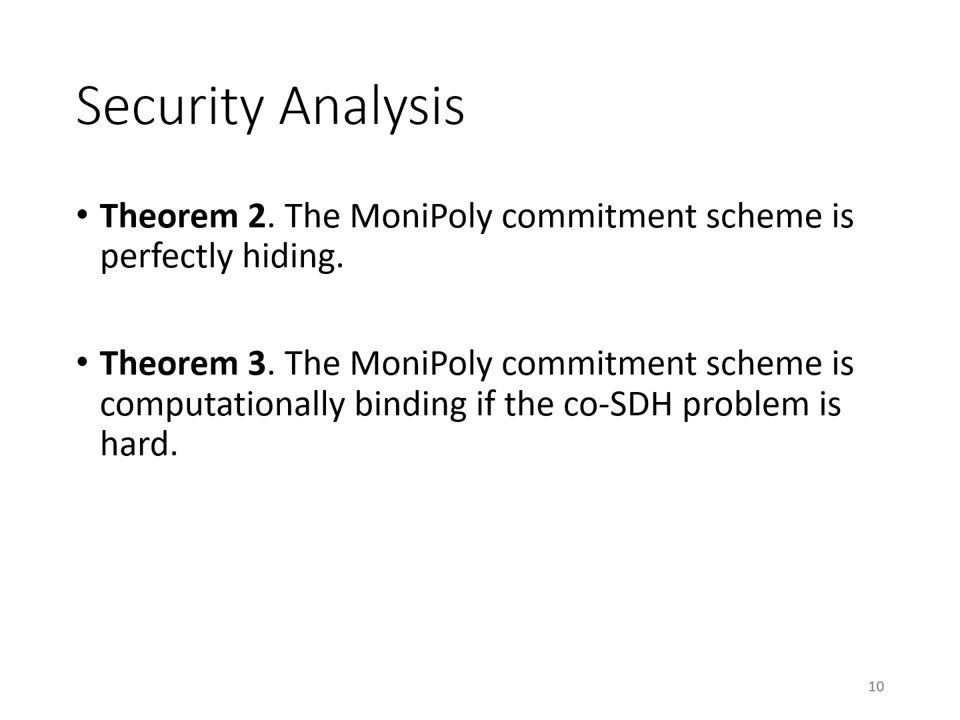 Security Analysis
• Theorem 2. The MoniPoly commitment scheme is
perfectly hiding.
• Theorem 3. The MoniPoly commitment scheme is
computationally binding if the co-SDH problem is
hard.
10